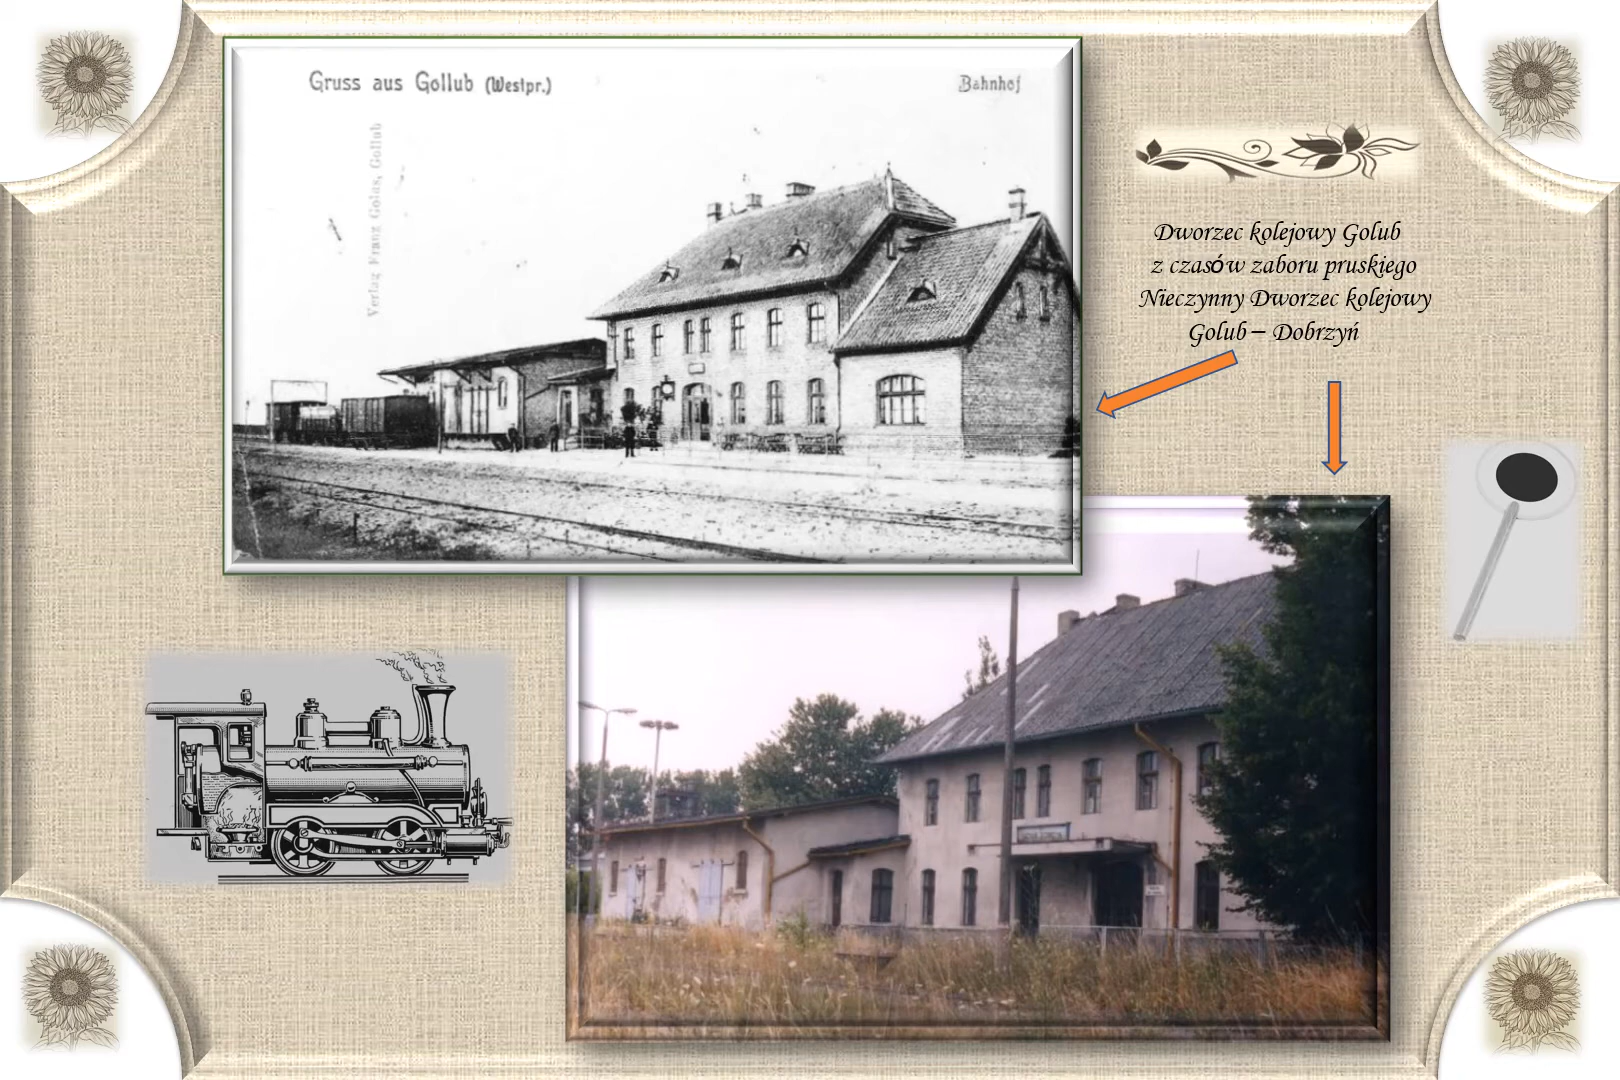 Gruss aus Gollub (Westpr.)
Bahnhof
Verlag Franz Golas, Gollub
Dworzec kolejowy Golub
z czasów zaboru pruskiego
Nieczynny Dworzec kolejowy
Golub – Dobrzyń